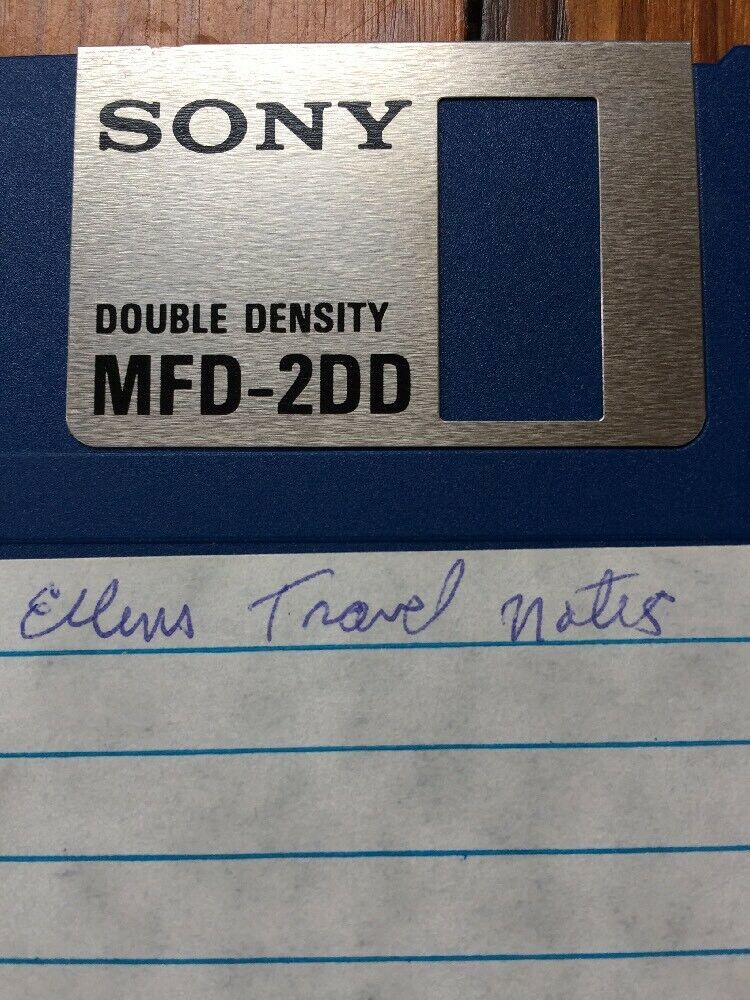 SONY
DOUBLE DENSITY
MFD-2DD
Ellens Travel notes